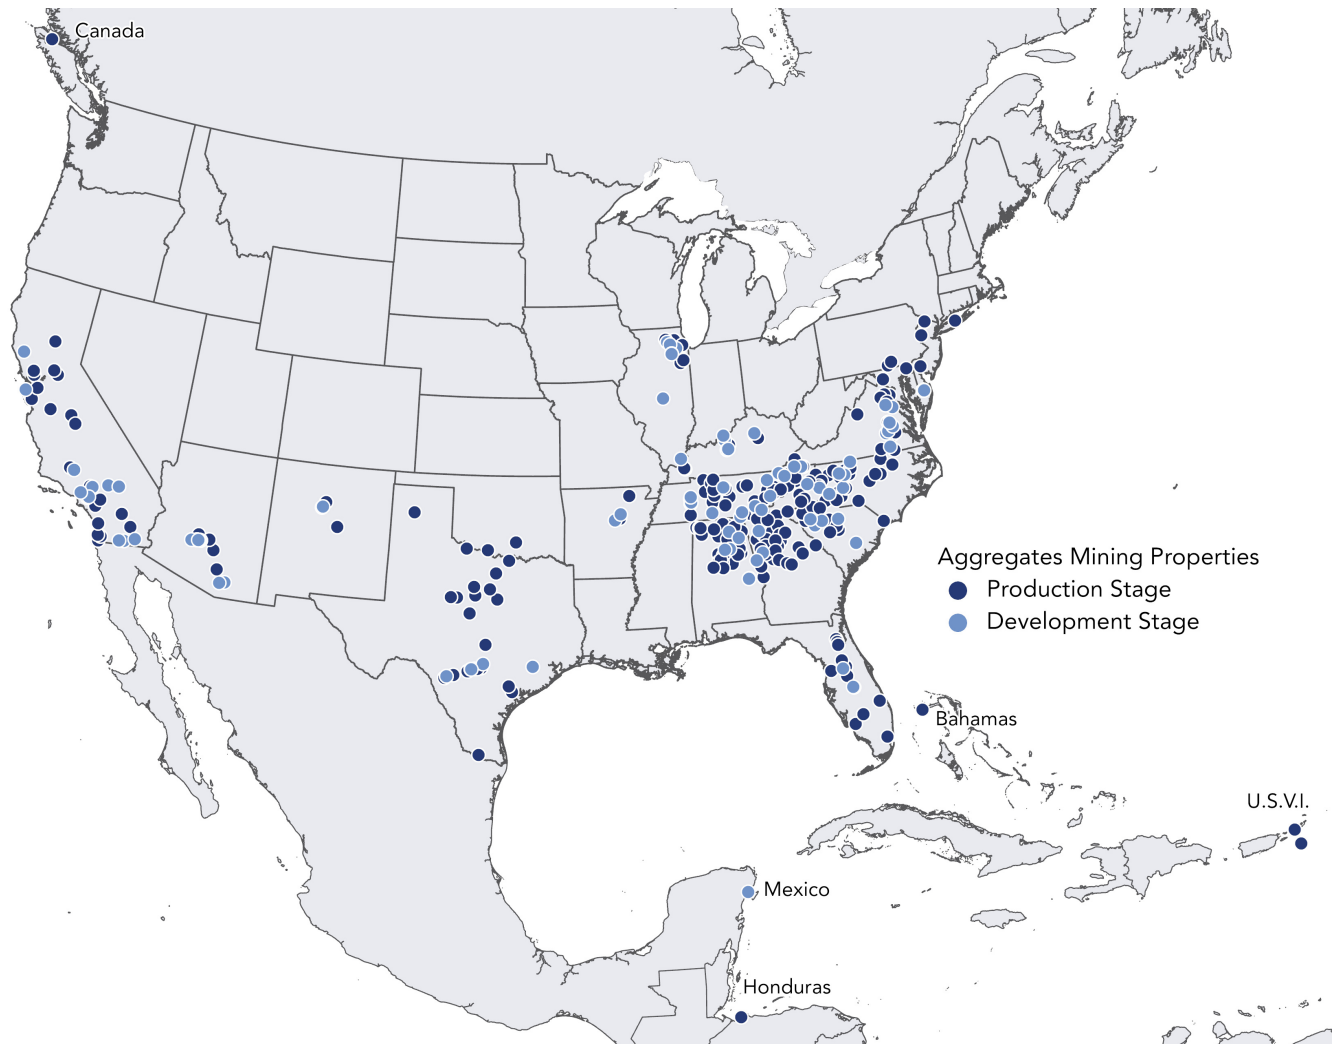 Canada
Aggregates Mining Properties
Production Stage
Development Stage
Bahamas
U.S.V.I.
Mexico
Honduras